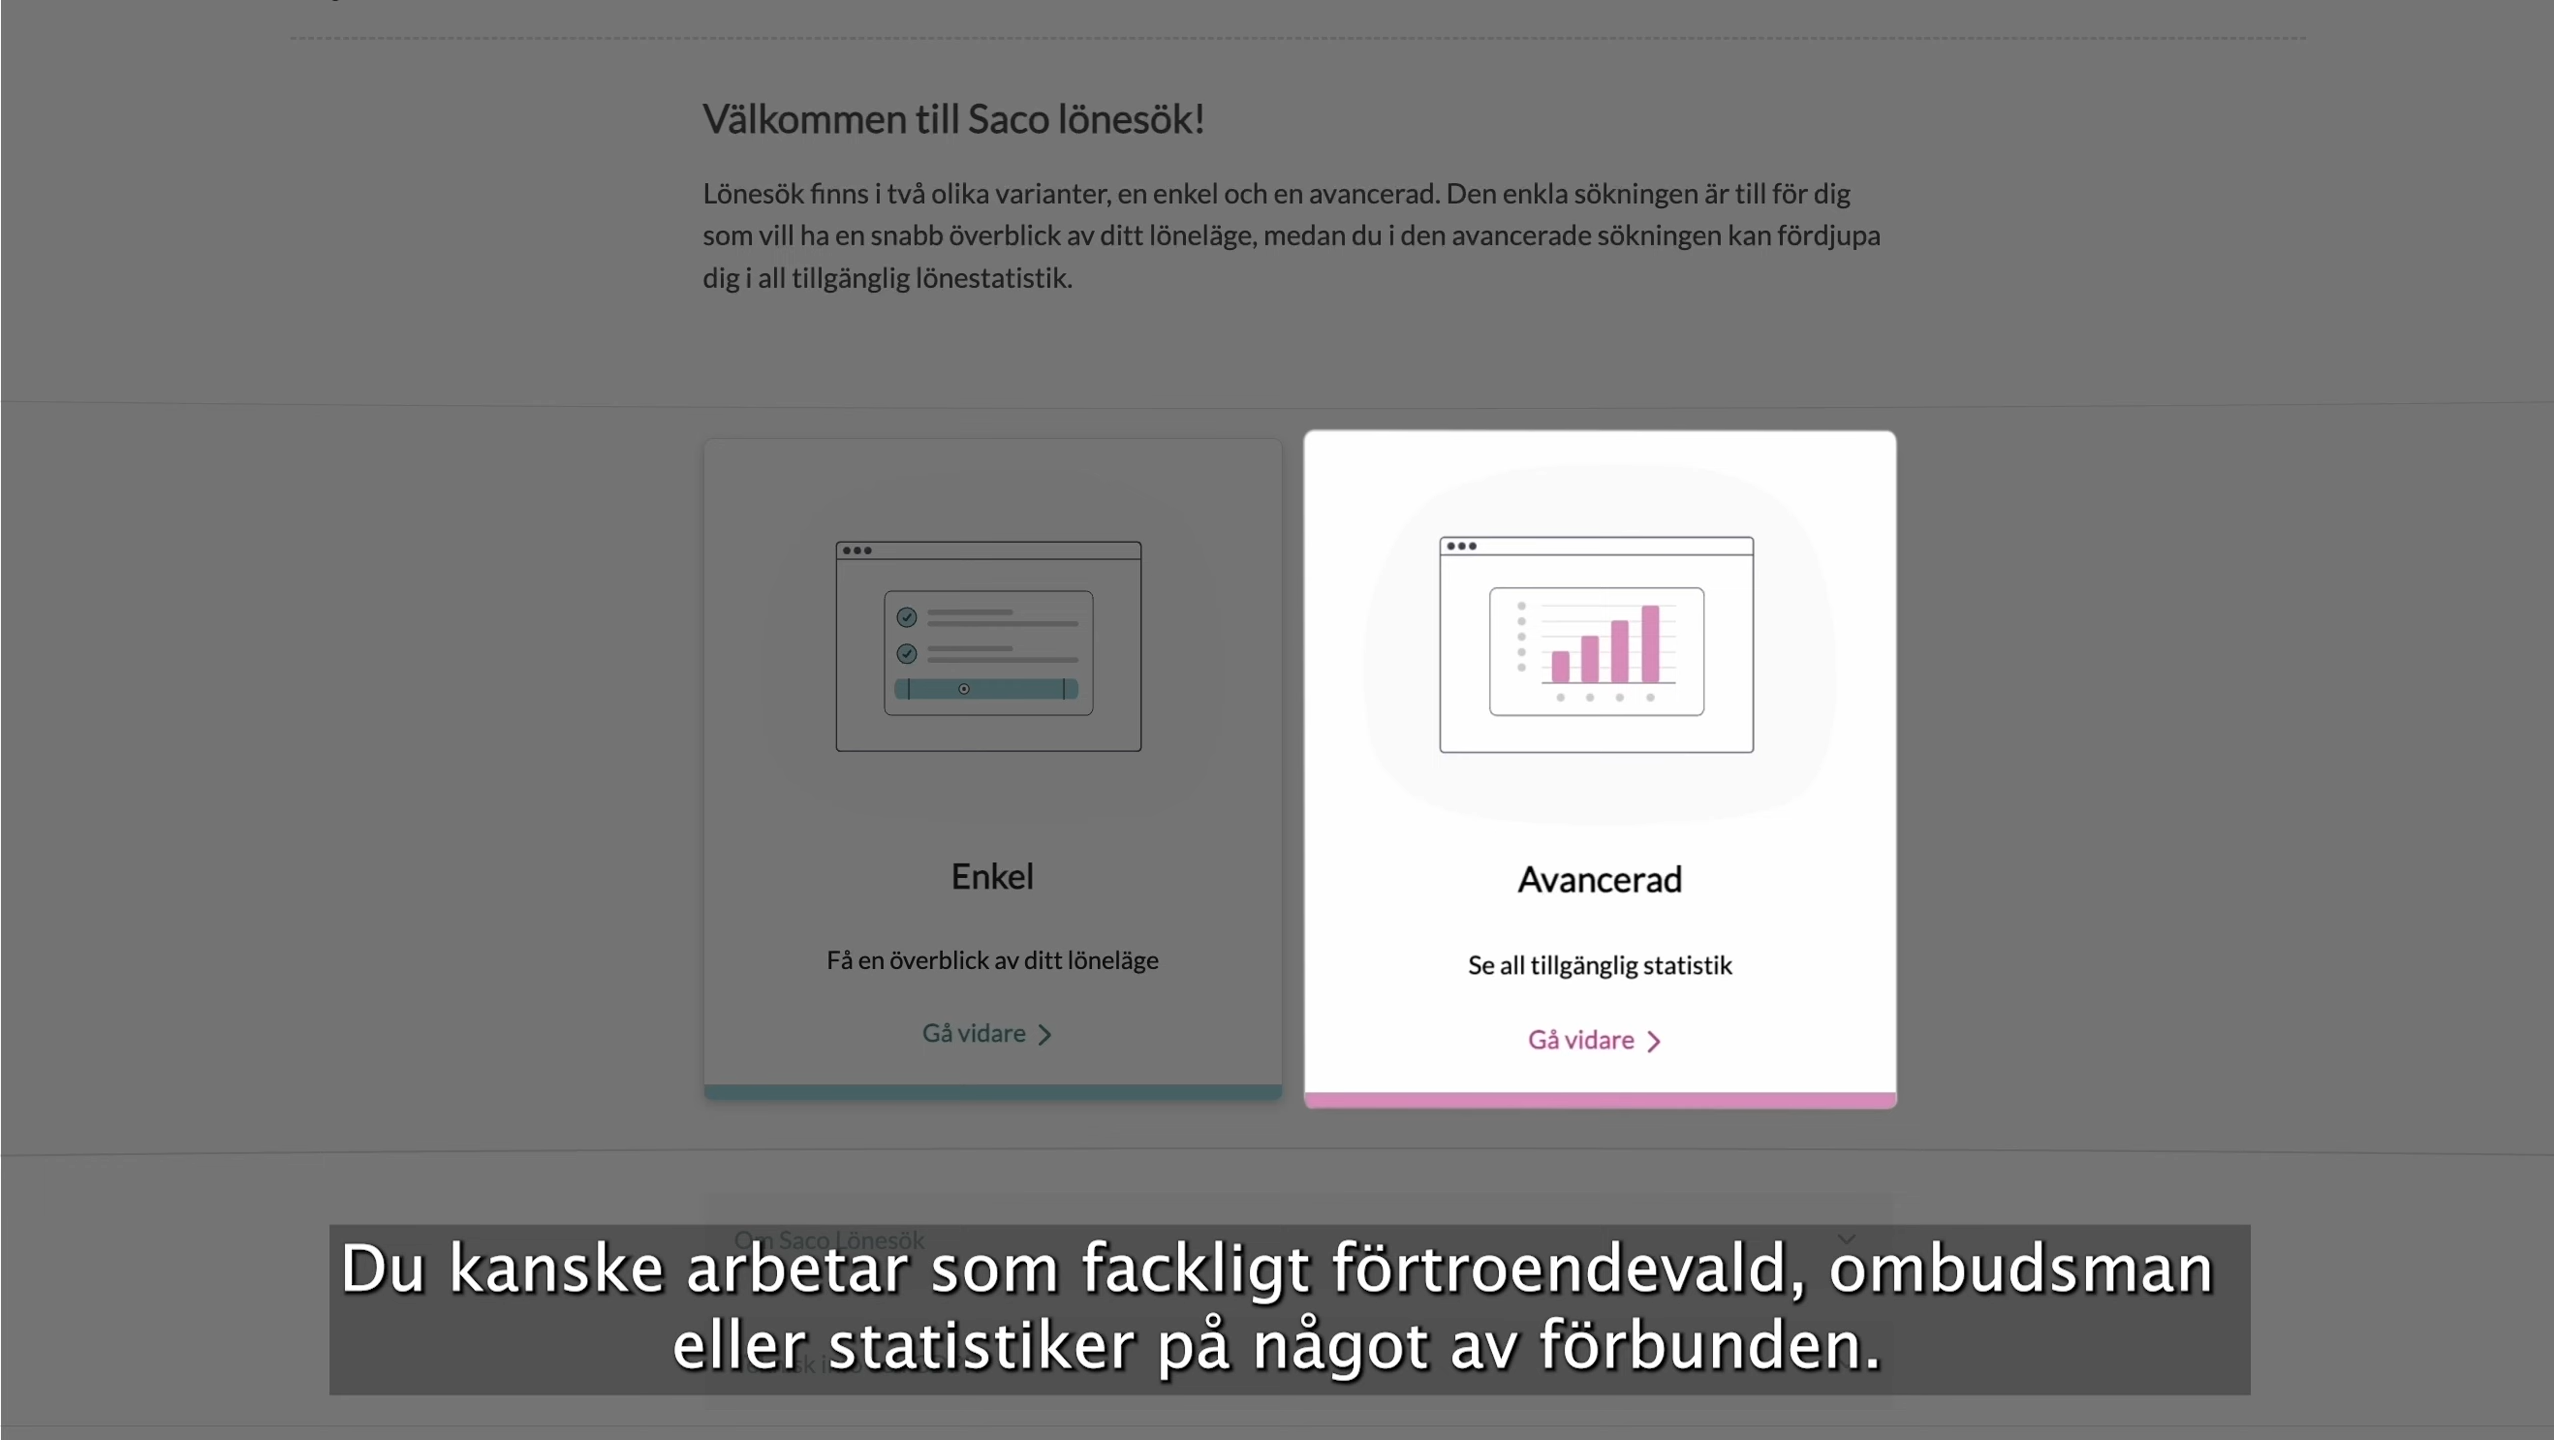 Välkommen till Saco lönesök!
Lönesök finns i två olika varianter, en enkel och en avancerad. Den enkla sökningen är till för dig
som vill ha en snabb överblick av ditt löneläge, medan du i den avancerade sökningen kan fördjupa
dig i all tillgänglig lönestatistik.
Enkel
Få en överblick av ditt löneläge
Gå vidare
Avancerad
Se all tillgänglig statistik
Gå vidare
Om Saco Lönesök
Du kanske arbetar som fackligt förtroendevald, ombudsman
eller statistiker på något av förbunden.